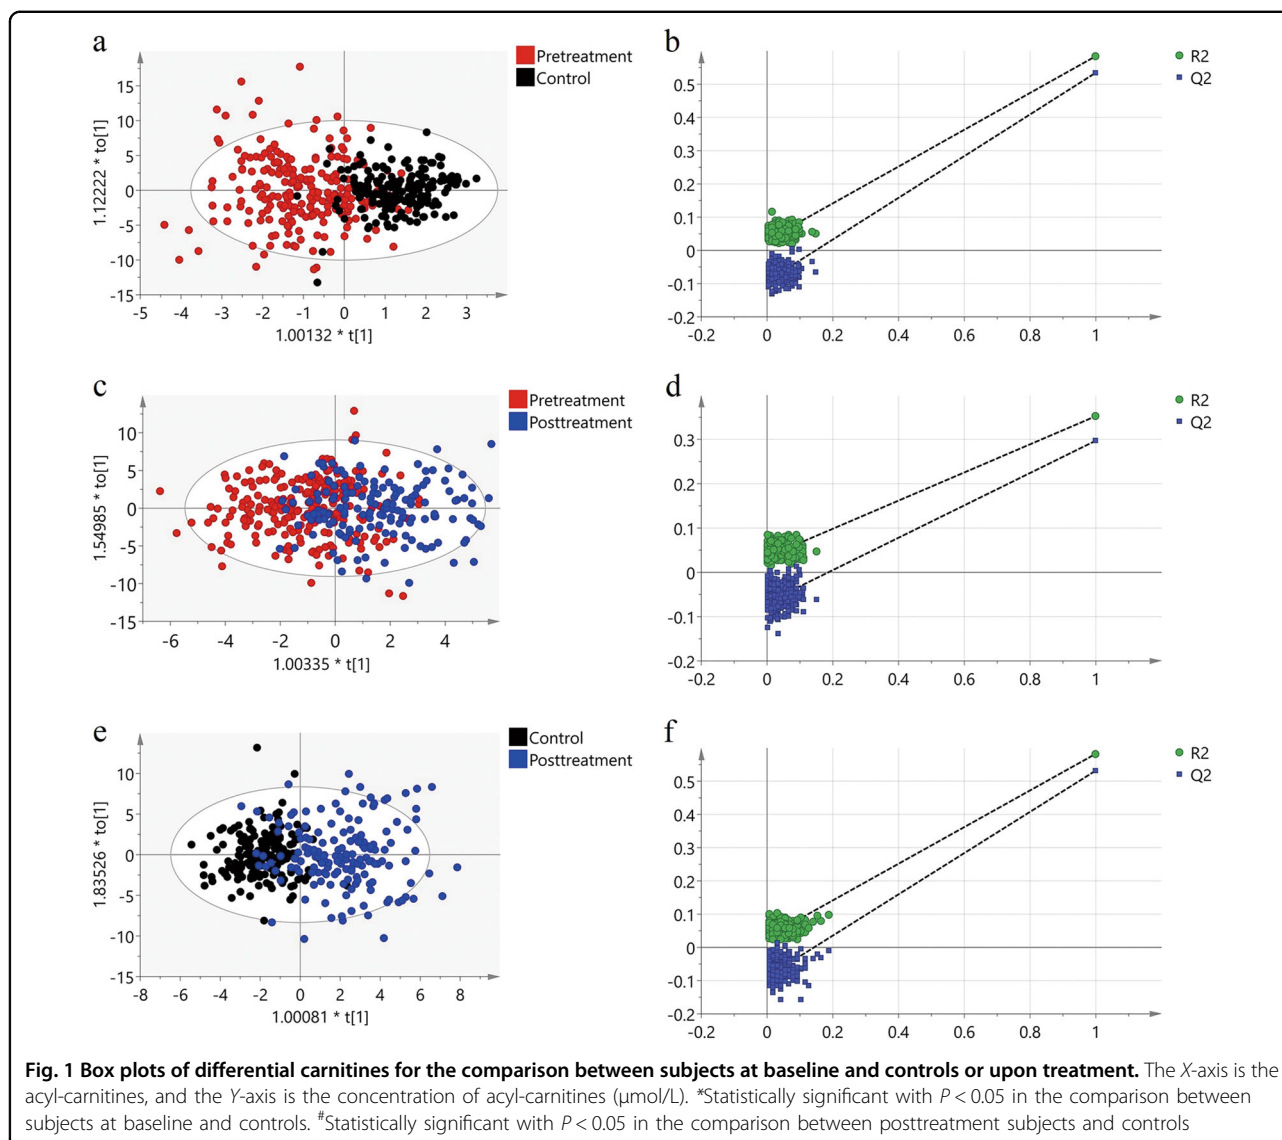 a
Pretreatment
Control
15
10
5
0
-5
-10
-15
-5 -4 -3 -2 -1 0 1 2 3
1.12222 * to[1]
1.00132 * t[1]
b
R2
Q2
0.5
0.4
0.3
0.2
0.1
0
-0.1
-0.2
-0.2 0 0.2 0.4 0.6 0.8 1
c
Pretreatment
Posttreatment
10
5
0
-5
-10
-15
-6 -4 -2 0 2 4
1.54985 * to[1]
1.00335 * t[1]
d
R2
Q2
0.3
0.2
0.1
0
-0.1
-0.2
-0.2 0 0.2 0.4 0.6 0.8 1
e
Control
Posttreatment
10
5
0
-5
-10
-15
-8 -6 -4 -2 0 2 4 6 8
1.83526 * to[1]
1.00081 * t[1]
f
R2
Q2
0.5
0.4
0.3
0.2
0.1
0
-0.1
-0.2
-0.2 0 0.2 0.4 0.6 0.8 1
Fig. 1 Box plots of differential carnitines for the comparison between subjects at baseline and controls or upon treatment. The X-axis is the
acyl-carnitines, and the Y-axis is the concentration of acyl-carnitines (μmol/L). *Statistically significant with P < 0.05 in the comparison between
subjects at baseline and controls. #Statistically significant with P < 0.05 in the comparison between posttreatment subjects and controls